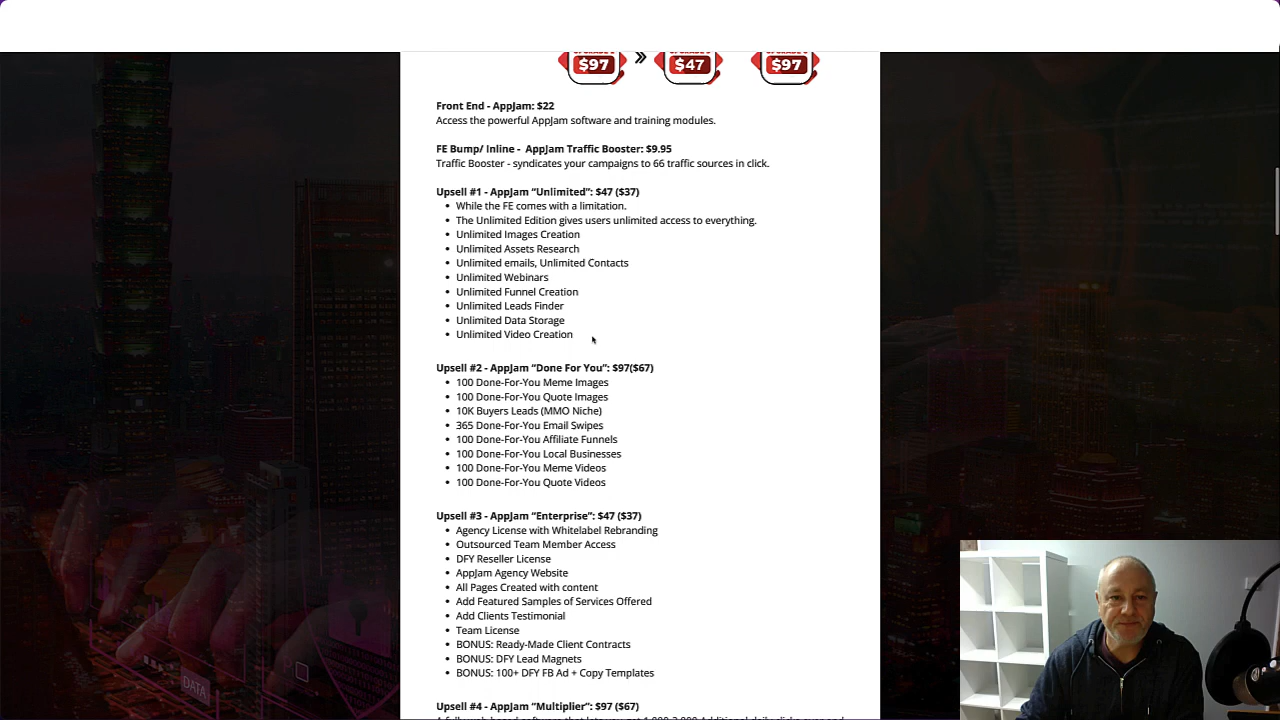 $97 » $47 $97
Front End - AppJam: $22
Access the powerful AppJam software and training modules.
FE Bump/ Inline - AppJam Traffic Booster: $9.95
Traffic Booster - syndicates your campaigns to 66 traffic sources in click.
Upsell #1 - AppJam “Unlimited”: $47 ($37)
• While the FE comes with a limitation.
• The Unlimited Edition gives users unlimited access to everything.
• Unlimited Images Creation
• Unlimited Assets Research
• Unlimited emails, Unlimited Contacts
• Unlimited Webinars
• Unlimited Funnel Creation
• Unlimited Leads Finder
• Unlimited Data Storage
• Unlimited Video Creation
Upsell #2 - AppJam “Done For You”: $97($67)
• 100 Done-For-You Meme Images
• 100 Done-For-You Quote Images
• 10K Buyers Leads (MMO Niche)
• 365 Done-For-You Email Swipes
• 100 Done-For-You Affiliate Funnels
• 100 Done-For-You Local Businesses
• 100 Done-For-You Meme Videos
• 100 Done-For-You Quote Videos
Upsell #3 - AppJam “Enterprise”: $47 ($37)
• Agency License with Whitelabel Rebranding
• Outsourced Team Member Access
• DFY Reseller License
• AppJam Agency Website
• All Pages Created with content
• Add Featured Samples of Services Offered
• Add Clients Testimonial
• Team License
• BONUS: Ready-Made Client Contracts
• BONUS: DFY Lead Magnets
• BONUS: 100+ DFY FB Ad + Copy Templates
Upsell #4 - AppJam “Multiplier”: $97 ($67)
DATA